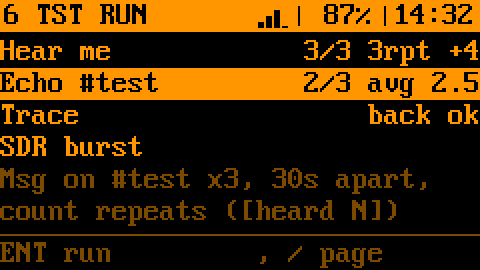 6 TST RUN | 87% |14:32
Hear me 3/3 3rpt +4
Echo #test 2/3 avg 2.5
Trace back ok
SDR burst
Msg on #test x3, 30s apart,
count repeats ([heard N])
ENT run , / page